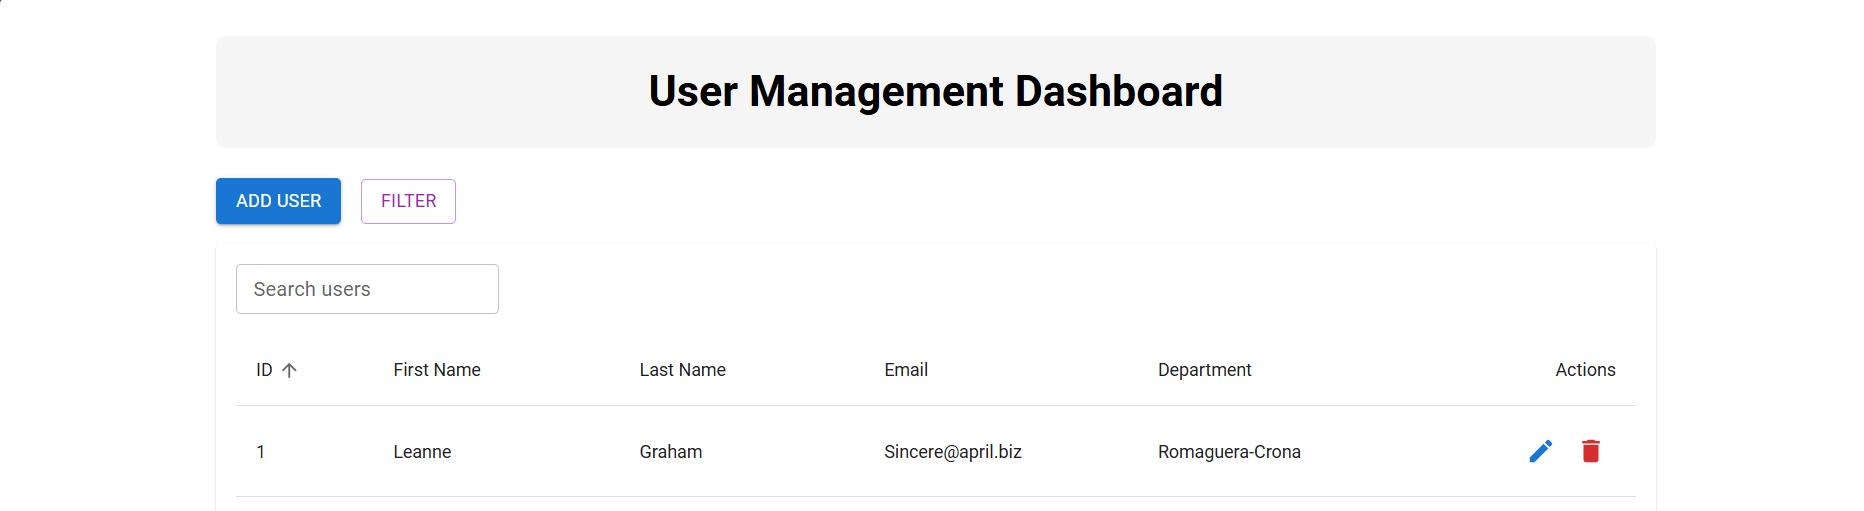 User Management Dashboard
ADD USER FILTER
Search users
ID First Name Last Name Email Department Actions
1 Leanne Graham Sincere@april.biz Romaguera-Crona